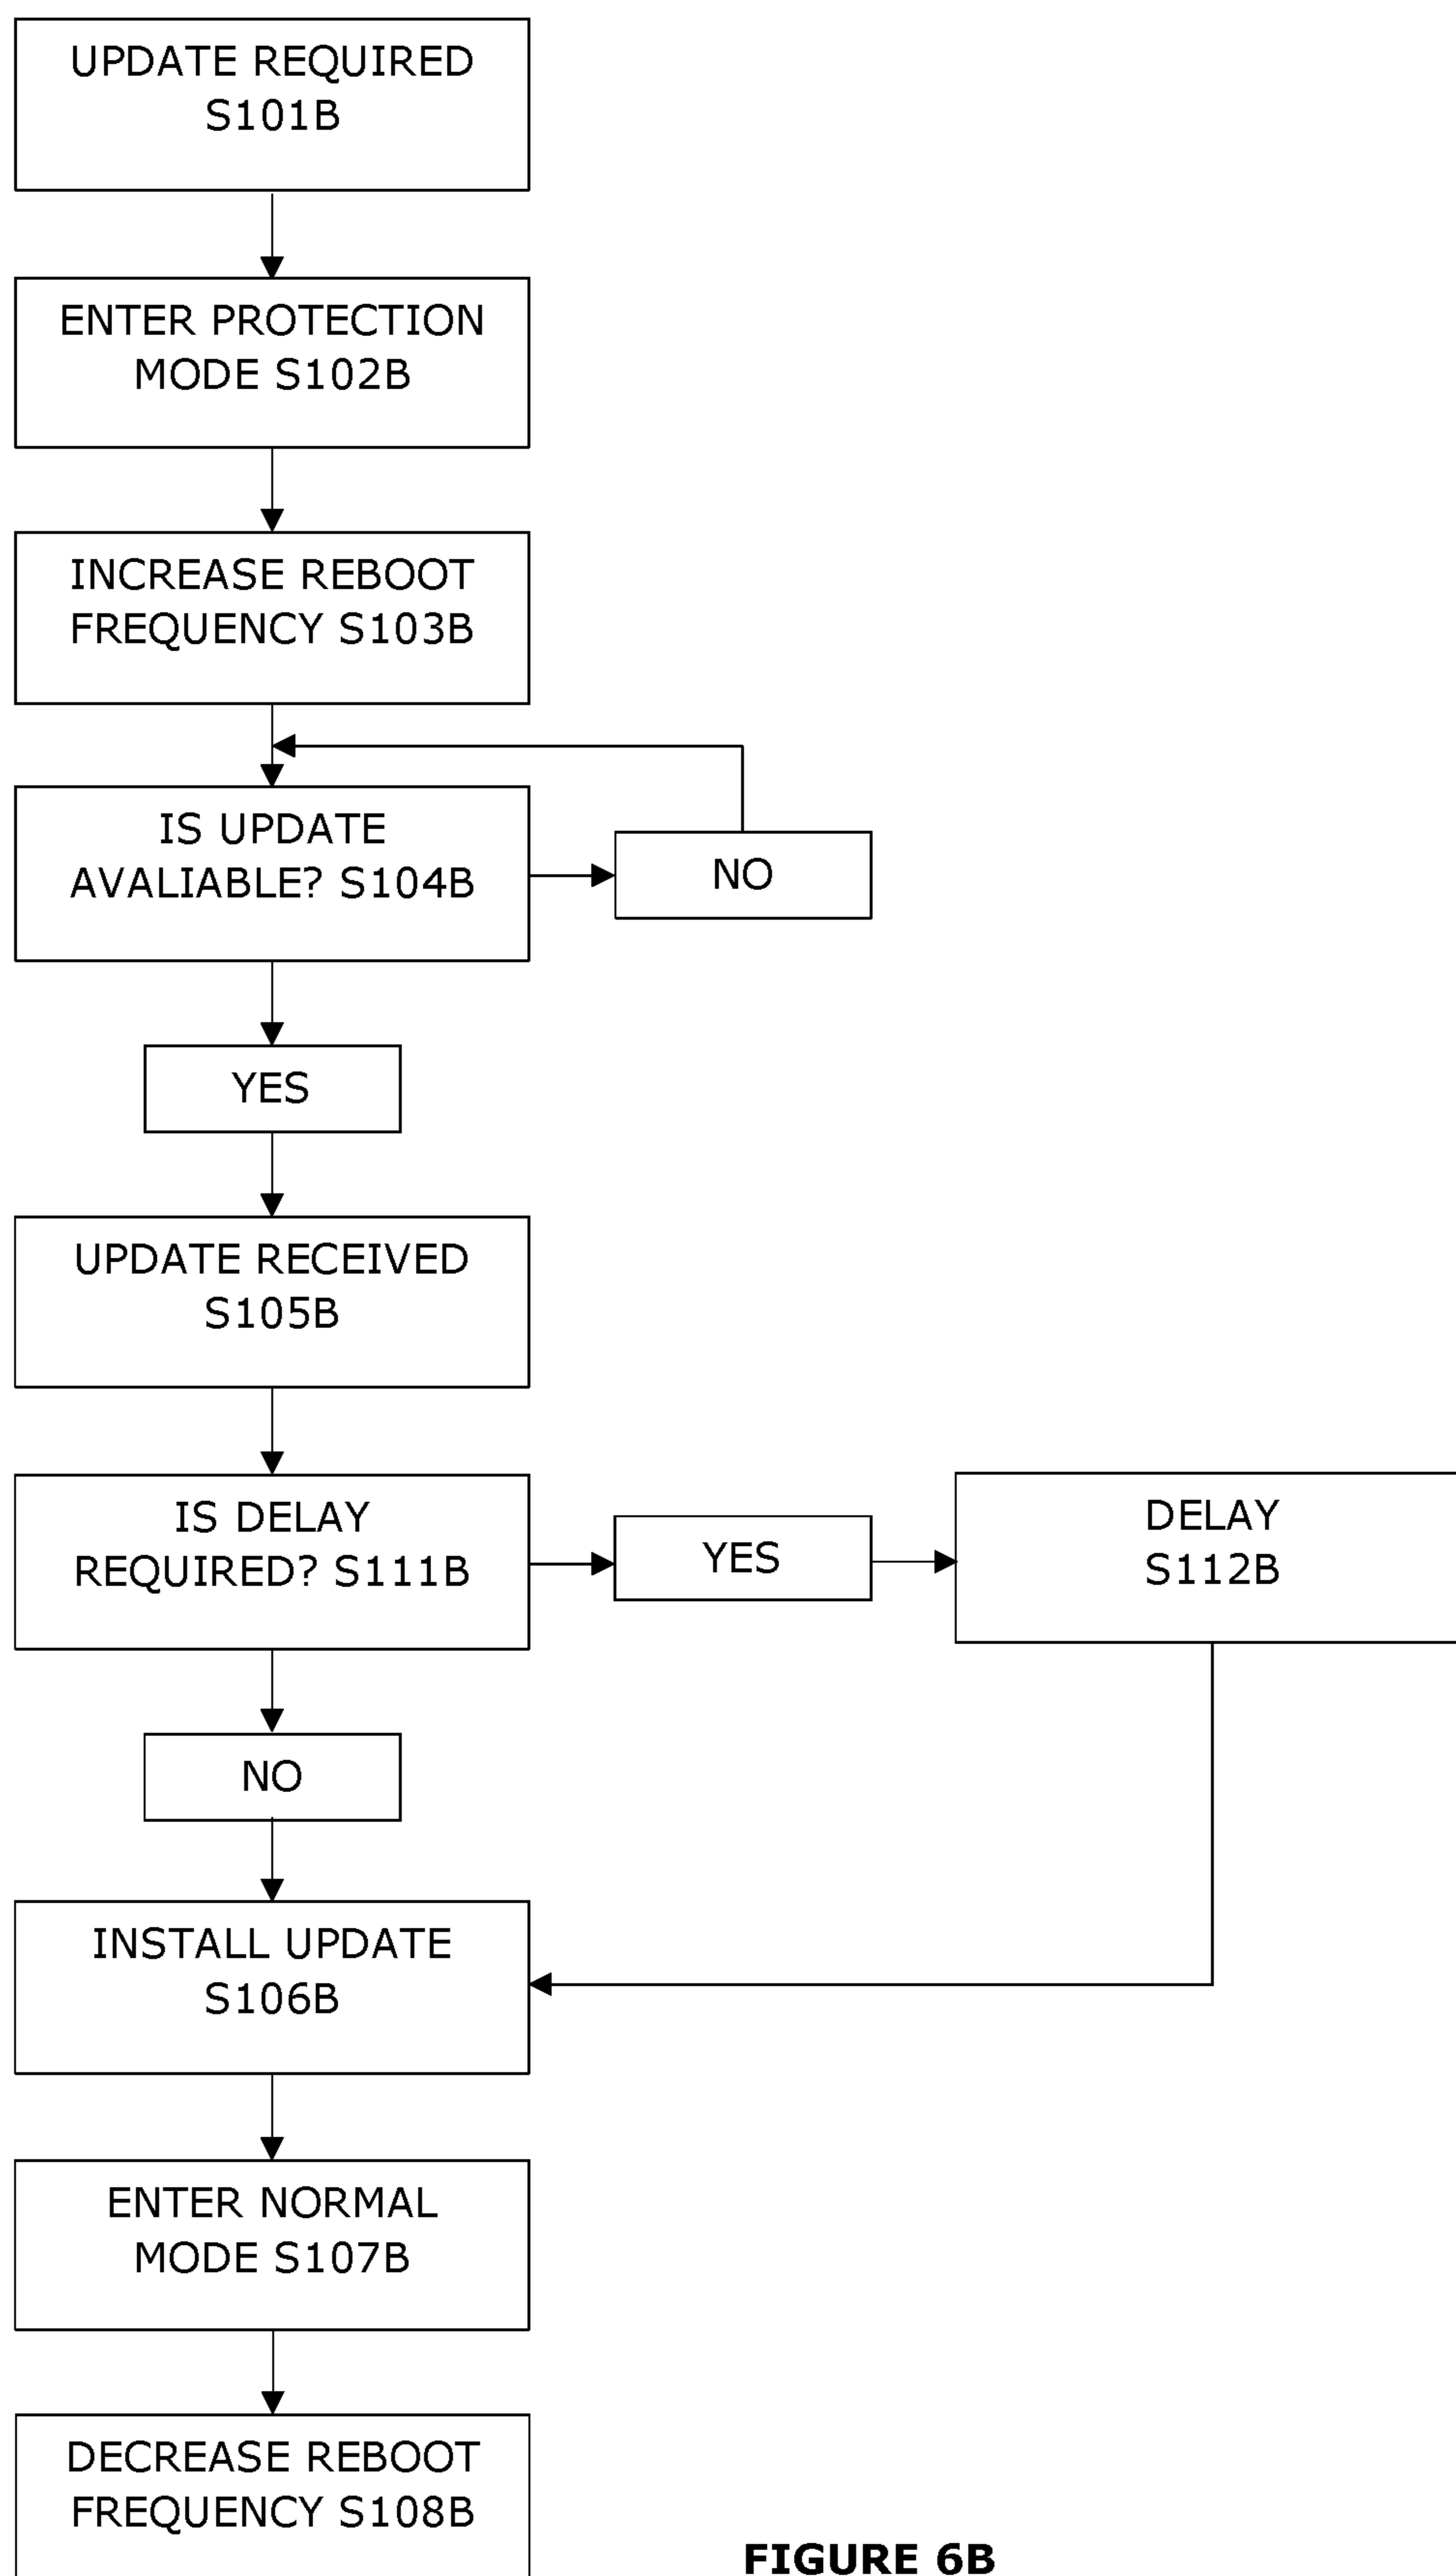 UPDATE REQUIRED
S101B
ENTER PROTECTION
MODE S102B
INCREASE REBOOT
FREQUENCY S103B
IS UPDATE
AVALIABLE? S104B
NO
YES
UPDATE RECEIVED
S105B
IS DELAY
REQUIRED? S111B
YES
DELAY
S112B
NO
INSTALL UPDATE
S106B
ENTER NORMAL
MODE S107B
DECREASE REBOOT
FREQUENCY S108B
FIGURE 6B